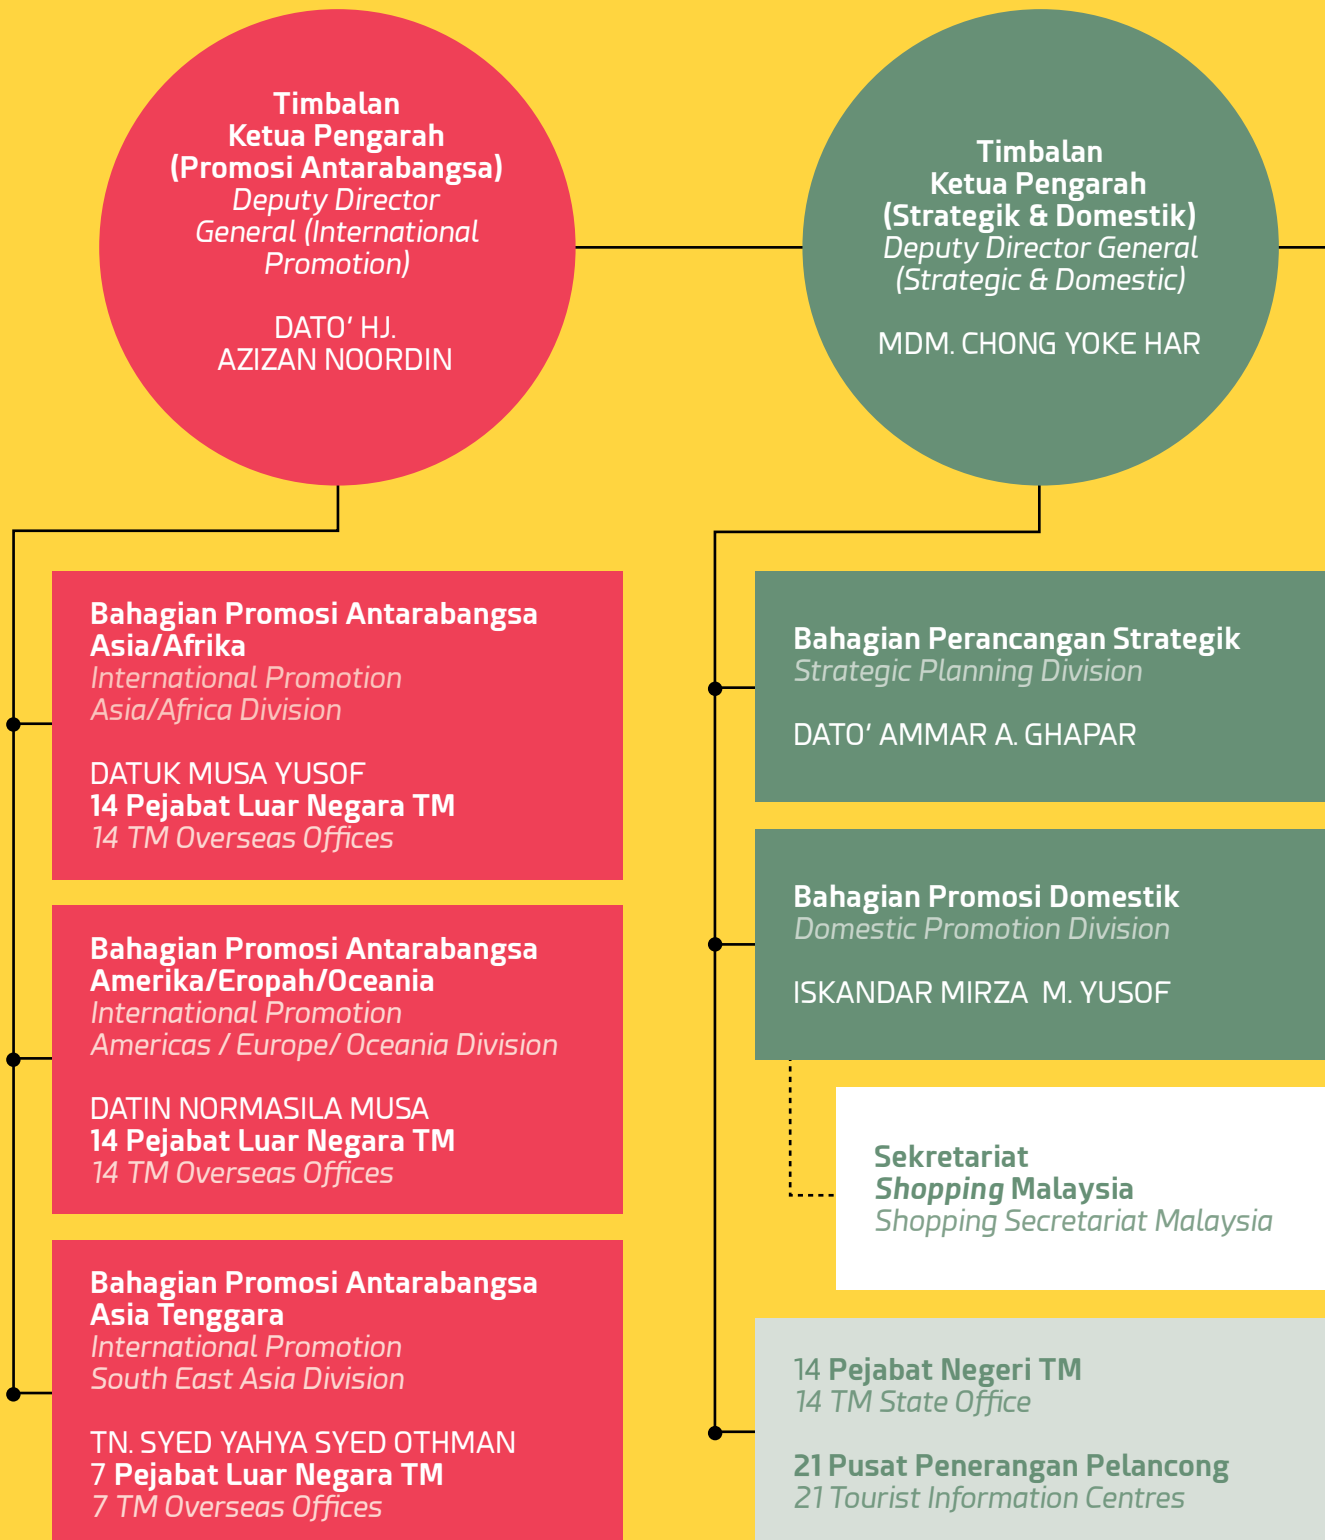 Timbalan
Ketua Pengarah
(Promosi Antarabangsa)
Deputy Director
General (International
Promotion)
DATO' HJ.
AZIZAN NOORDIN
Bahagian Promosi Antarabangsa
Asia/Afrika
International Promotion
Asia/Africa Division
DATUK MUSA YUSOF
14 Pejabat Luar Negara TM
14 TM Overseas Offices
Bahagian Promosi Antarabangsa
Amerika/Eropah/Oceania
International Promotion
Americas / Europe/ Oceania Division
DATIN NORMASILA MUSA
14 Pejabat Luar Negara TM
14 TM Overseas Offices
Bahagian Promosi Antarabangsa
Asia Tenggara
International Promotion
South East Asia Division
TN. SYED YAHYA SYED OTHMAN
7 Pejabat Luar Negara TM
7 TM Overseas Offices
Timbalan
Ketua Pengarah
(Strategik & Domestik)
Deputy Director General
(Strategic & Domestic)
MDM. CHONG YOKE HAR
Bahagian Perancangan Strategik
Strategic Planning Division
DATO' AMMAR A. GHAPAR
Bahagian Promosi Domestik
Domestic Promotion Division
ISKANDAR MIRZA  M. YUSOF
Sekretariat
Shopping Malaysia
Shopping Secretariat Malaysia
14 Pejabat Negeri TM
14 TM State Office
21 Pusat Penerangan Pelancong
21 Tourist Information Centres